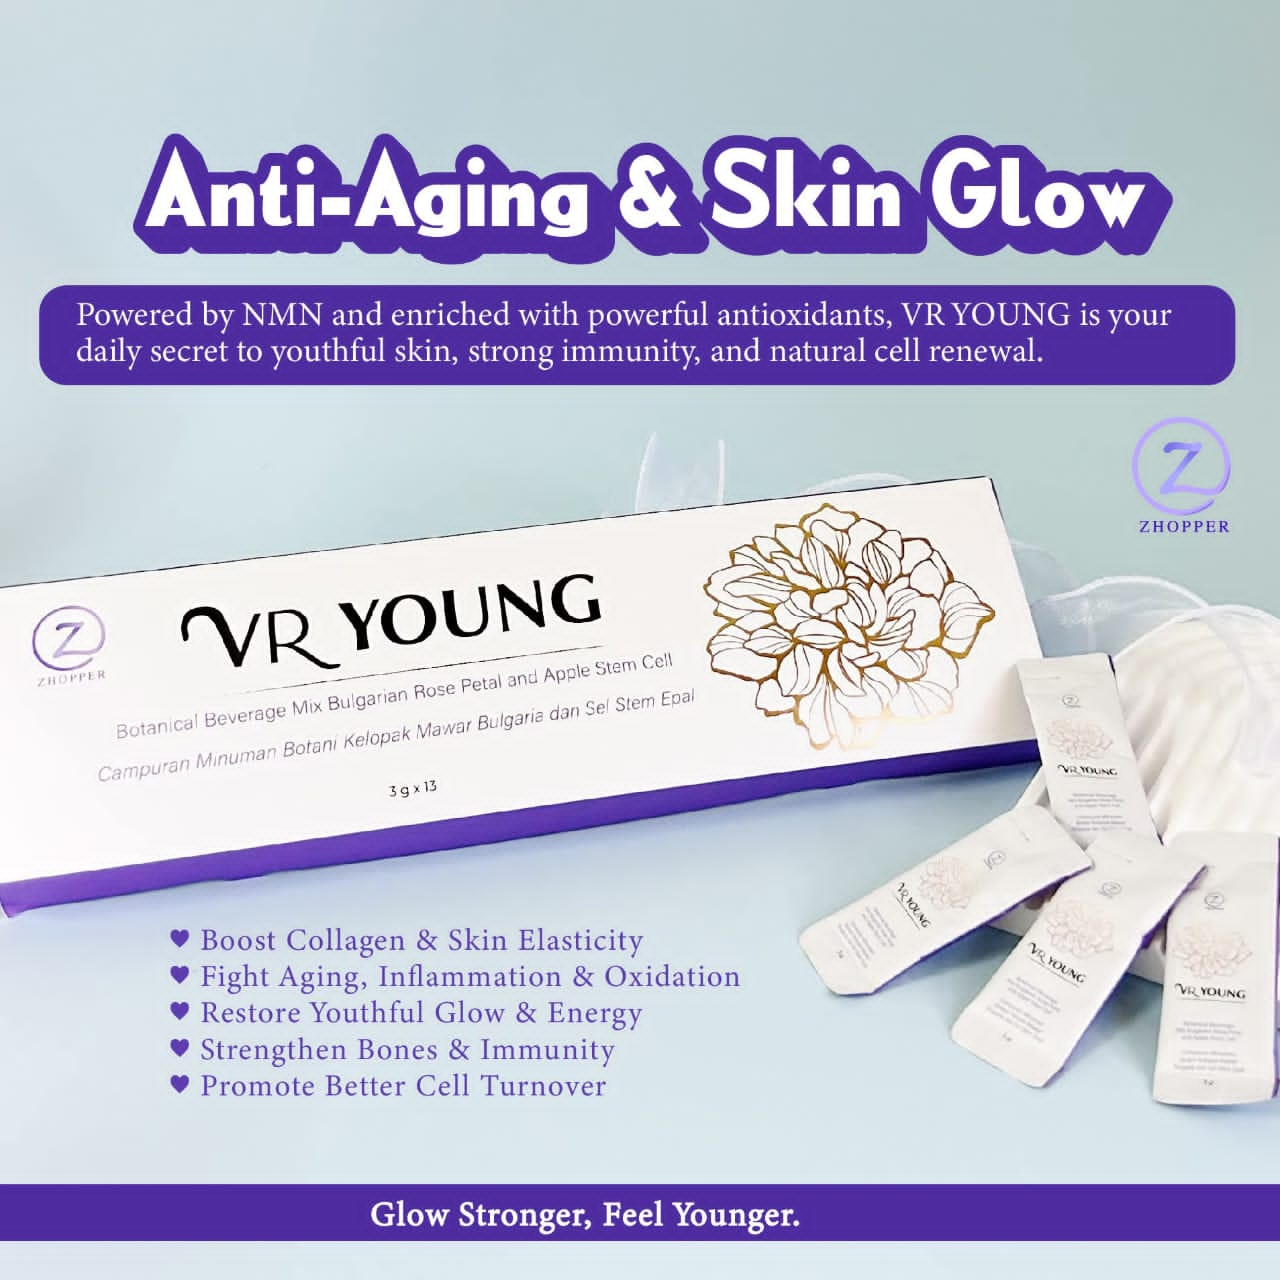 Anti-Aging & Skin Glow
Powered by NMN and enriched with powerful antioxidants, VR YOUNG is your
daily secret to youthful skin, strong immunity, and natural cell renewal.
Z
ZHOPPER
Z
ZHOPPER
VR YOUNG
Botanical Beverage Mix Bulgarian Rose Petal and Apple Stem Cell
Campuran Minuman Botani Kelopak Mawar Bulgaria dan Sel Stem Epal
3 g x 13
VR YOUNG
VR YOUNG
VR YOUNG
VR YOUNG
Boost Collagen & Skin Elasticity
Fight Aging, Inflammation & Oxidation
Restore Youthful Glow & Energy
Strengthen Bones & Immunity
Promote Better Cell Turnover
Glow Stronger, Feel Younger.